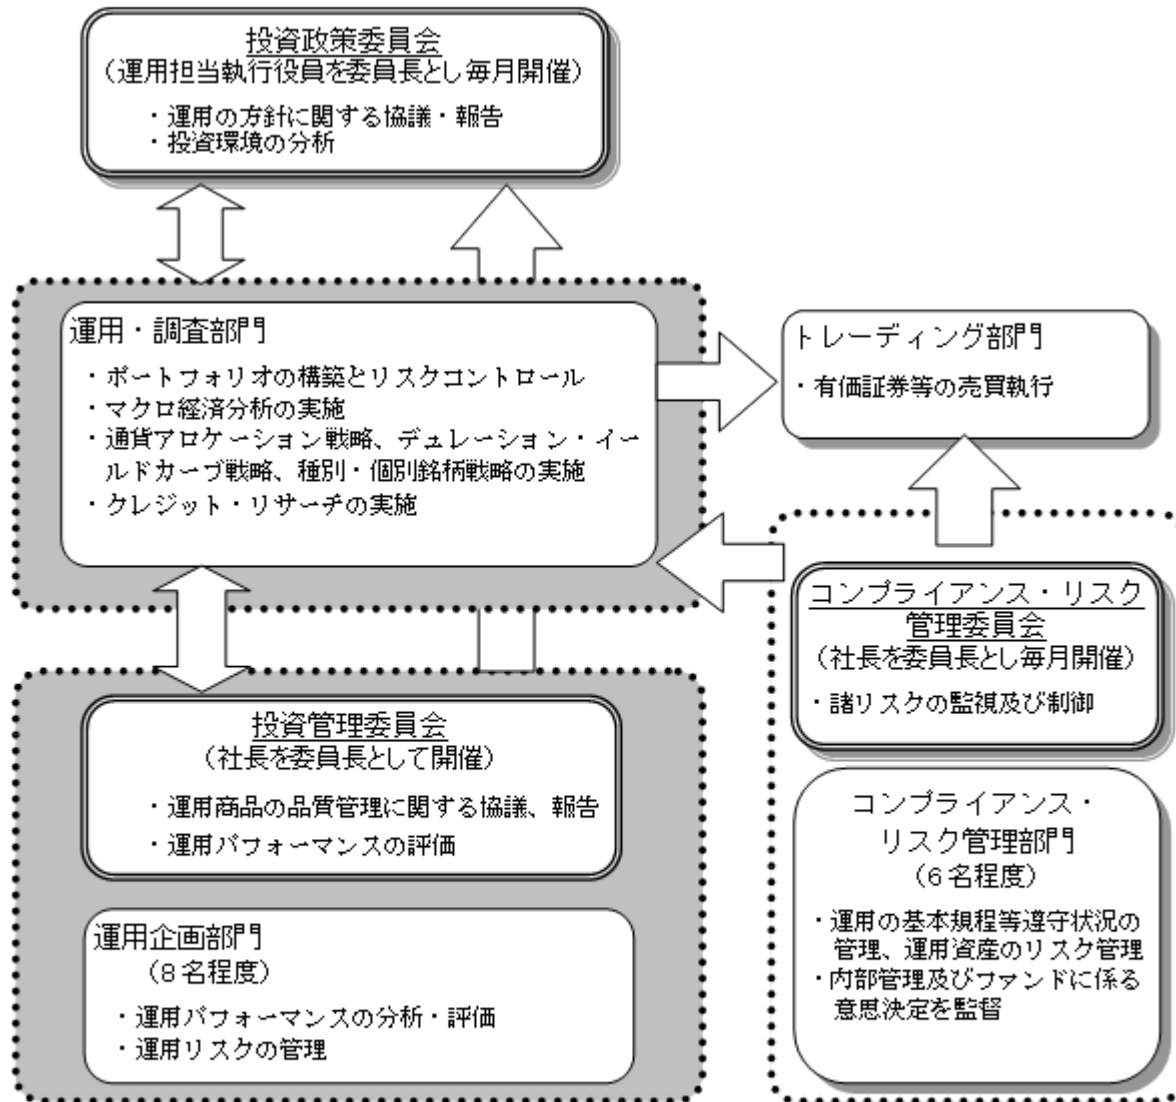 投資政策委員会
（運用担当執行役員を委員長とし毎月開催）
・運用の方針に関する協議・報告
・投資環境の分析
運用・調査部門
・ポートフォリオの構築とリスクコントロール
・マクロ経済分析の実施
・通貨アロケーション戦略、デュレーション・イー
ルドカーブ戦略、種別・個別銘柄戦略の実施
・クレジット・リサーチの実施
トレーディング部門
・有価証券等の売買執行
コンプライアンス・リスク
管理委員会
（社長を委員長とし毎月開催）
・諸リスクの監視及び制御
投資管理委員会
（社長を委員長として開催）
・運用商品の品質管理に関する協議、報告
・運用パフォーマンスの評価
コンプライアンス・
リスク管理部門
（６名程度）
・運用の基本規程等遵守状況の
管理、運用資産のリスク管理
・内部管理及びファンドに係る
意思決定を監督
運用企画部門
（８名程度）
・運用パフォーマンスの分析・評価
・運用リスクの管理